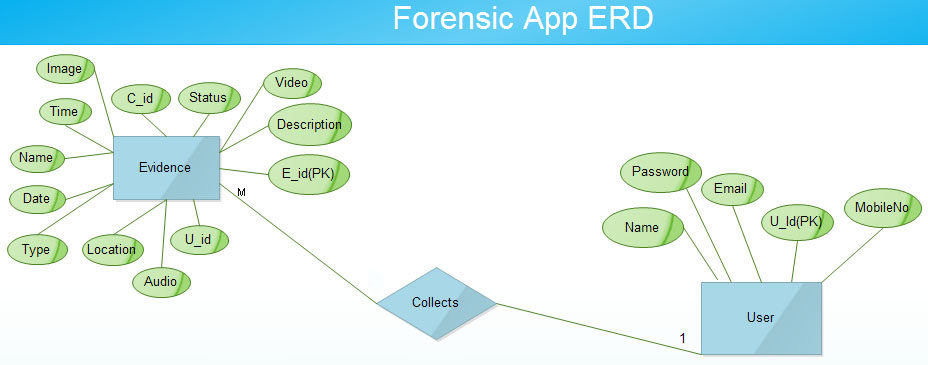 Forensic App ERD
Image
Time
Name
Date
Type
Location
Audio
U_id
C_id
Status
Video
Description
E_id(PK)
Evidence
M
Collects
1
User
Name
Password
Email
U_Id(PK)
MobileNo